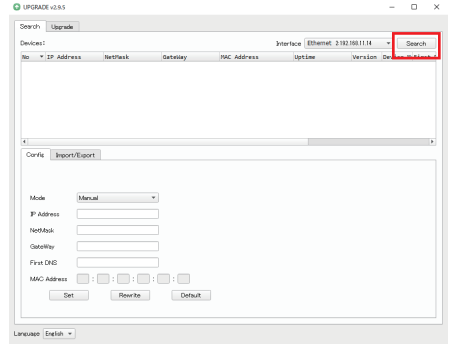 UPGRADE v2.9.5
Search Upgrade
Devices:
Interface Ethernet 2:192.168.11.14 Search
No IP Address NetMask GateWay MAC Address Uptime Version
Config Import/Export
Mode Manual
IP Address
NetMask
GateWay
First DNS
MAC Address : : : : :
Set Rewrite Default
Language English